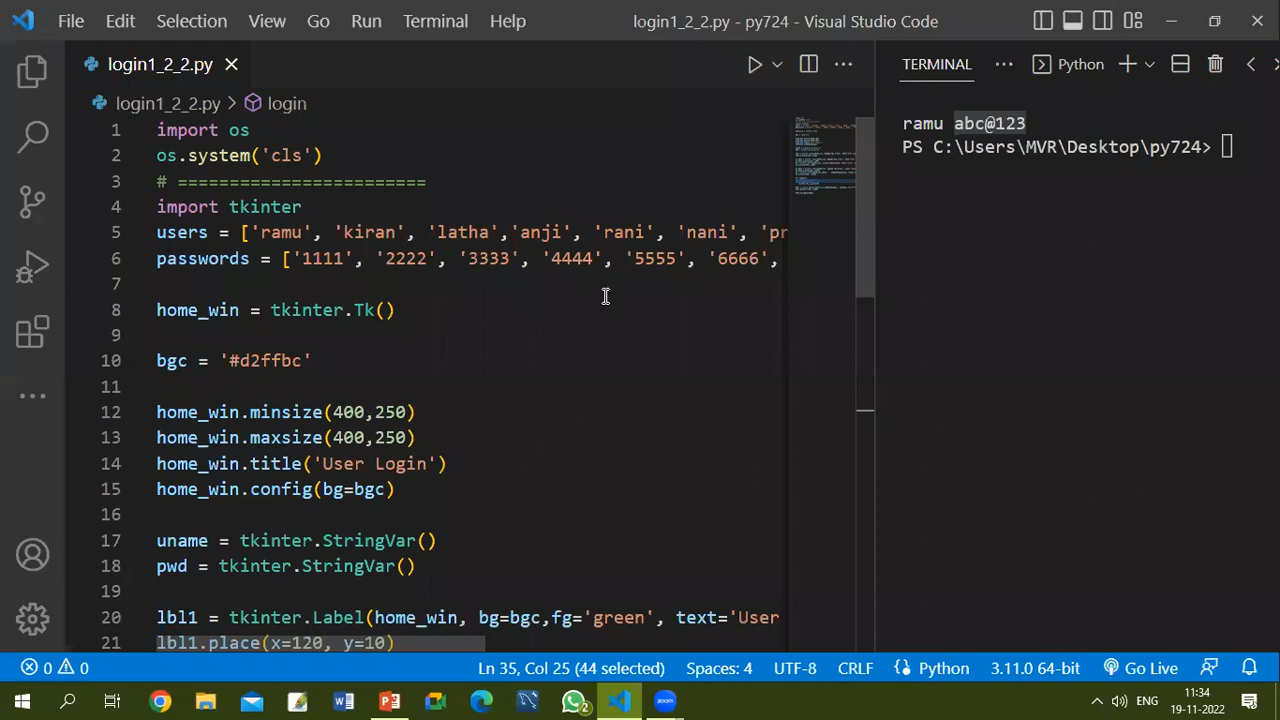 File Edit Selection View Go Run Terminal Help login1_2_2.py - py724 - Visual Studio Code
login1_2_2.py
TERMINAL ... Python
login1_2_2.py > login
1 import os
2 os.system('cls')
3 # ========================
4 import tkinter
5 users = ['ramu', 'kiran', 'latha','anji', 'rani', 'nani', 'pr
6 passwords = ['1111', '2222', '3333', '4444', '5555', '6666',
7
8 home_win = tkinter.Tk()
9
10 bgc = '#d2ffbc'
11
12 home_win.minsize(400,250)
13 home_win.maxsize(400,250)
14 home_win.title('User Login')
15 home_win.config(bg=bgc)
16
17 uname = tkinter.StringVar()
18 pwd = tkinter.StringVar()
19
20 lbl1 = tkinter.Label(home_win, bg=bgc,fg='green', text='User
21 lbl1.place(x=120, y=10)
ramu abc@123
PS C:\Users\MVR\Desktop\py724>
0 0 Ln 35, Col 25 (44 selected) Spaces: 4 UTF-8 CRLF Python 3.11.0 64-bit Go Live
2 zoom ENG 11:34
19-11-2022